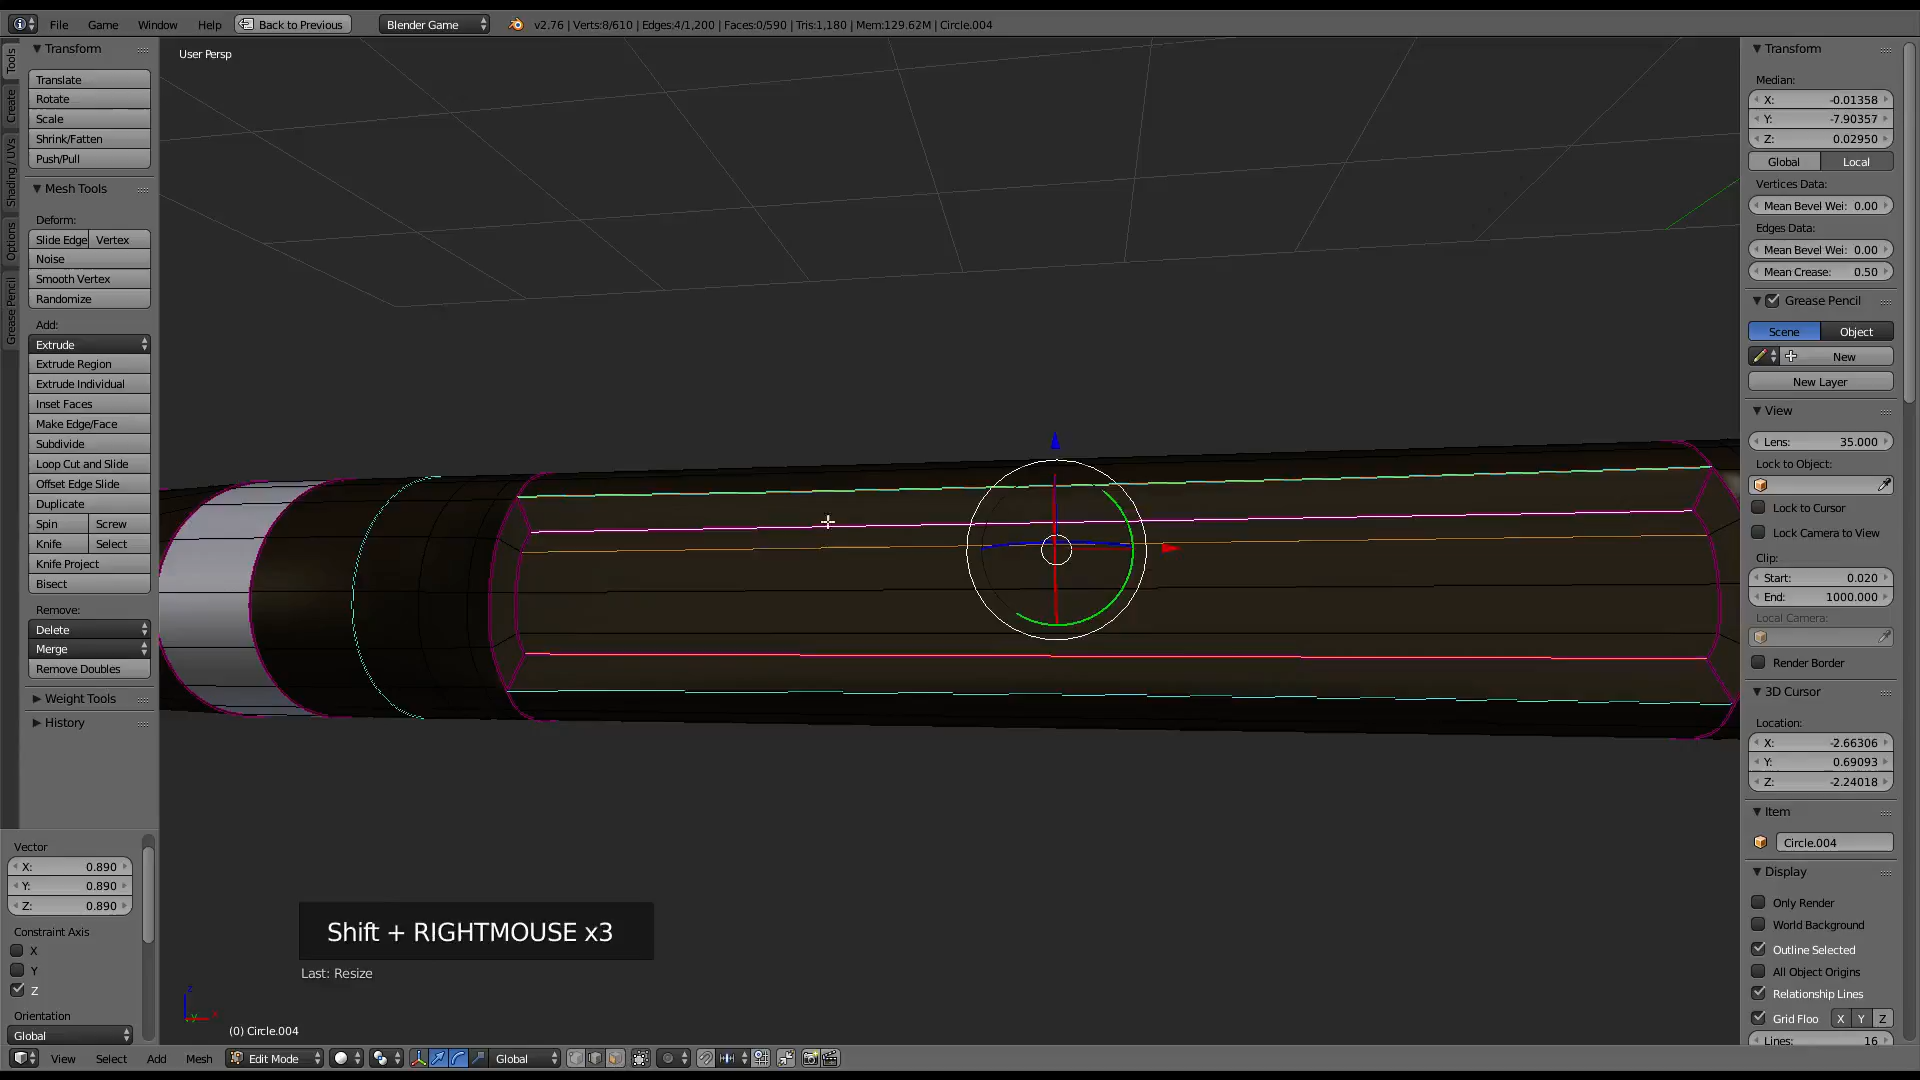 File
Game
Window
Help
Back to Previous
Blender Game
v2.76 | Verts:8/610 | Edges:4/1,200 | Faces:0/590 | Tris:1,180 | Mem:129.62M | Circle.004
Tools
Create
Shading / UVs
Options
Grease Pencil
Transform
Translate
Rotate
Scale
Shrink/Fatten
Push/Pull
Mesh Tools
Deform:
Slide Edge
Vertex
Noise
Smooth Vertex
Randomize
Add:
Extrude
Extrude Region
Extrude Individual
Inset Faces
Make Edge/Face
Subdivide
Loop Cut and Slide
Offset Edge Slide
Duplicate
Spin
Screw
Knife
Select
Knife Project
Bisect
Remove:
Delete
Merge
Remove Doubles
Weight Tools
History
Vector
X: 0.890
Y: 0.890
Z: 0.890
Constraint Axis
X
Y
Z
Orientation
Global
User Persp
Shift + RIGHTMOUSE x3
Last: Resize
z
x
y
(0) Circle.004
View
Select
Add
Mesh
Edit Mode
Global
Transform
Median:
X: -0.01358
Y: -7.90357
Z: 0.02950
Global
Local
Vertices Data:
Mean Bevel Wei: 0.00
Edges Data:
Mean Bevel Wei: 0.00
Mean Crease: 0.50
Grease Pencil
Scene
Object
New
New Layer
View
Lens: 35.000
Lock to Object:
Lock to Cursor
Lock Camera to View
Clip:
Start: 0.020
End: 1000.000
Local Camera:
Render Border
3D Cursor
Location:
X: -2.66306
Y: 0.69093
Z: -2.24018
Item
Circle.004
Display
Only Render
World Background
Outline Selected
All Object Origins
Relationship Lines
Grid Floo
X
Y
Z
Lines: 16